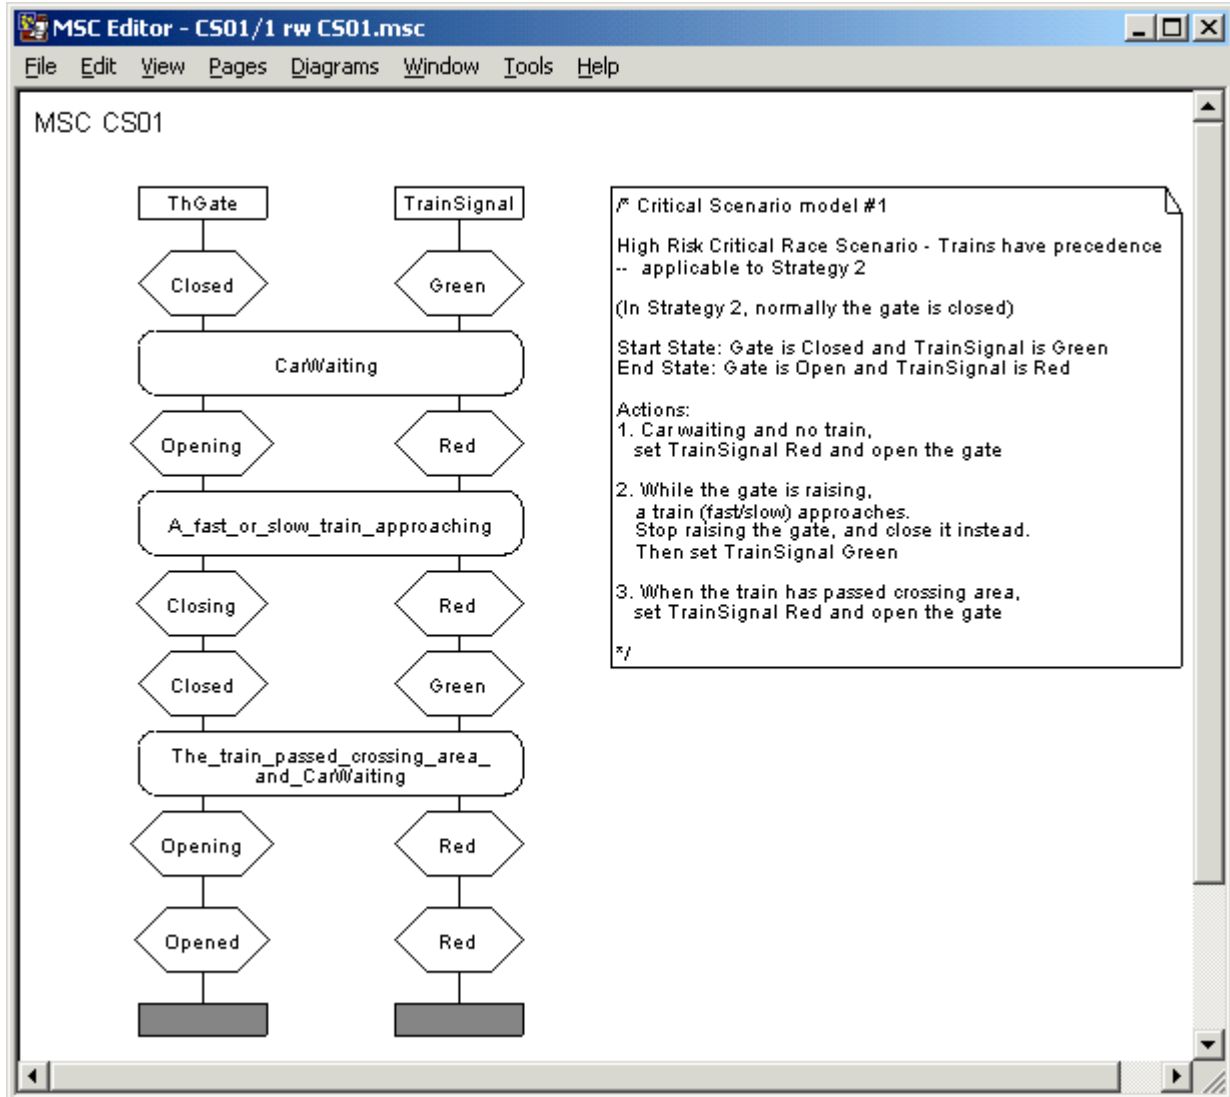 MSC Editor - CS01/1 rw CS01.msc
File Edit View Pages Diagrams Window Tools Help
MSC CS01
ThGate
TrainSignal
Closed
Green
CarWaiting
Opening
Red
A_fast_or_slow_train_approaching
Closing
Red
Closed
Green
The_train_passed_crossing_area_
and_CarWaiting
Opening
Red
Opened
Red
/* Critical Scenario model #1
High Risk Critical Race Scenario - Trains have precedence
-- applicable to Strategy 2
(In Strategy 2, normally the gate is closed)
Start State: Gate is Closed and TrainSignal is Green
End State: Gate is Open and TrainSignal is Red
Actions:
1. Car waiting and no train,
set TrainSignal Red and open the gate
2. While the gate is raising,
a train (fast/slow) approaches.
Stop raising the gate, and close it instead.
Then set TrainSignal Green
3. When the train has passed crossing area,
set TrainSignal Red and open the gate
*/